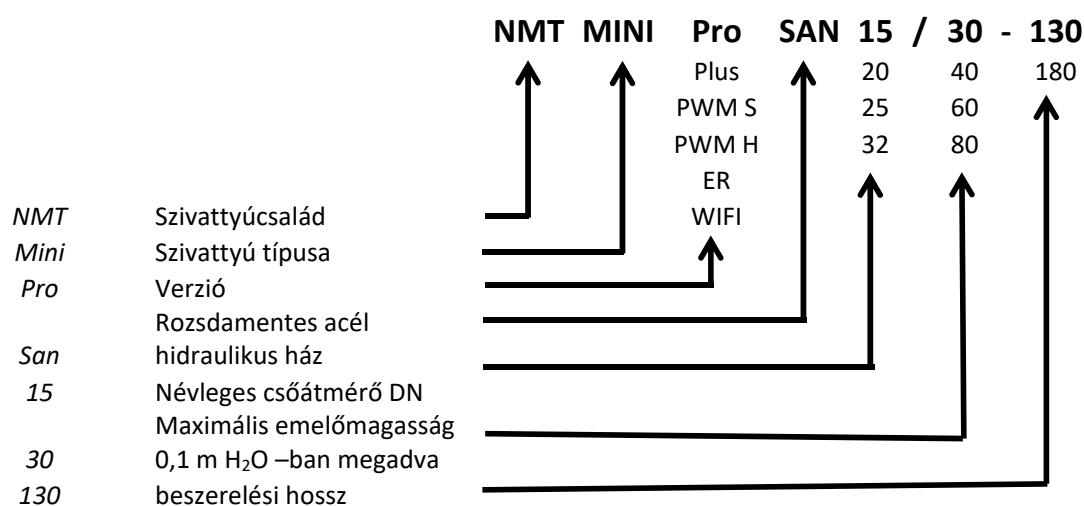 NMT MINI Pro SAN 15 / 30 - 130
Plus 20 40 180
PWM S 25 60
PWM H 32 80
ER
WIFI
NMT Szivattyúcsalád
Mini Szivattyú típusa
Pro Verzió
Rozsdamentes acél
San hidraulikus ház
15 Névleges csőátmérő DN
Maximális emelőmagasság
30 0,1 m H₂O –ban megadva
130 beszerelési hossz